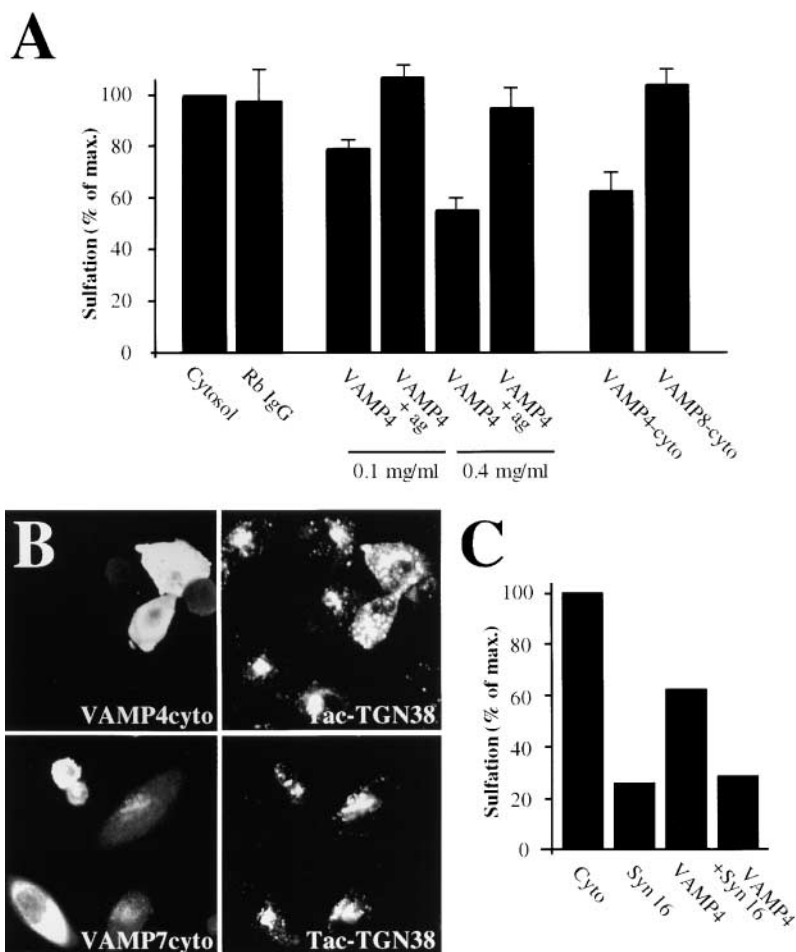 A
Sulfation (% of max.)
100
80
60
40
20
0
Cytosol
Rb IgG
VAMP4
VAMP4
+ ag
VAMP4
VAMP4
+ ag
VAMP4-cyto
VAMP8-cyto
0.1 mg/ml
0.4 mg/ml
B
VAMP4cyto
Tac-TGN38
VAMP7cyto
Tac-TGN38
C
Sulfation (% of max.)
100
80
60
40
20
0
Cyto
Syn 16
VAMP4
VAMP4
+Syn 16